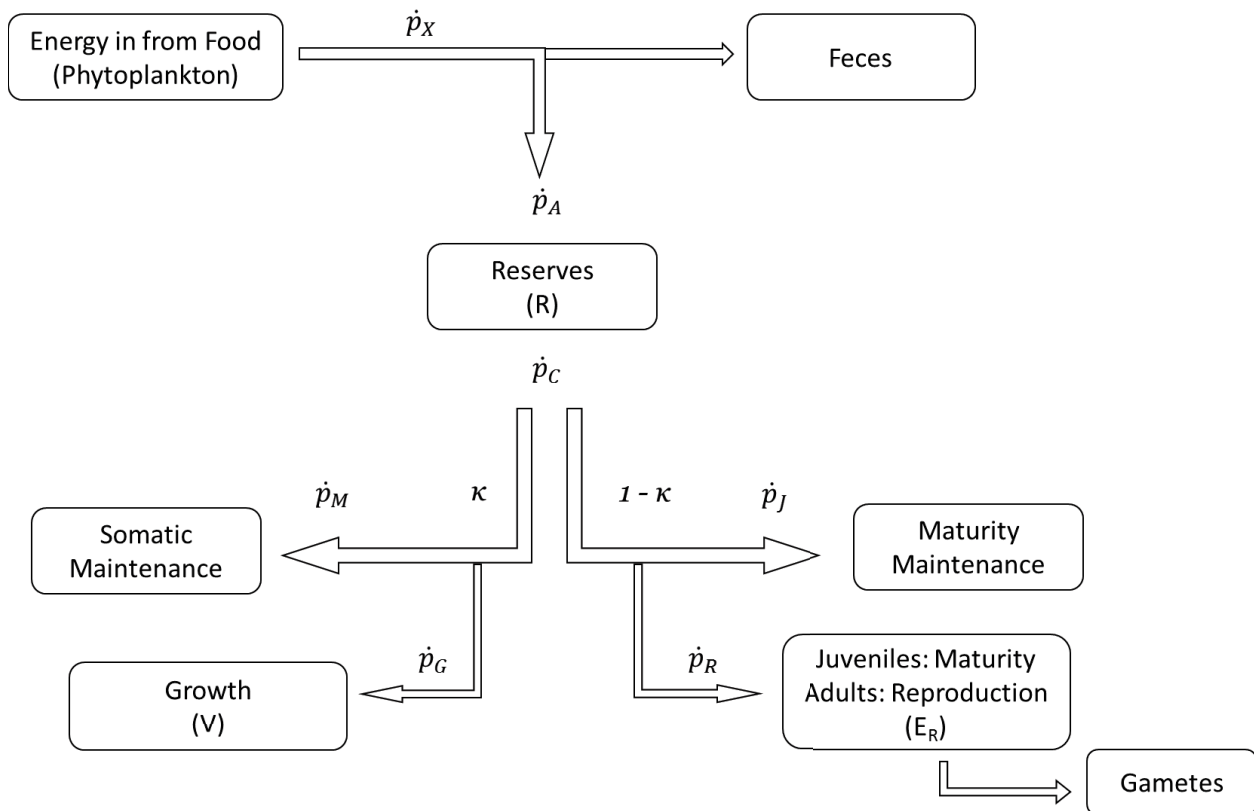 ṗ_X
Energy in from Food
(Phytoplankton)
Feces
ṗ_A
Reserves
(R)
ṗ_C
ṗ_M
κ
1 - κ
ṗ_J
Somatic
Maintenance
Maturity
Maintenance
ṗ_G
ṗ_R
Growth
(V)
Juveniles: Maturity
Adults: Reproduction
(E_R)
Gametes